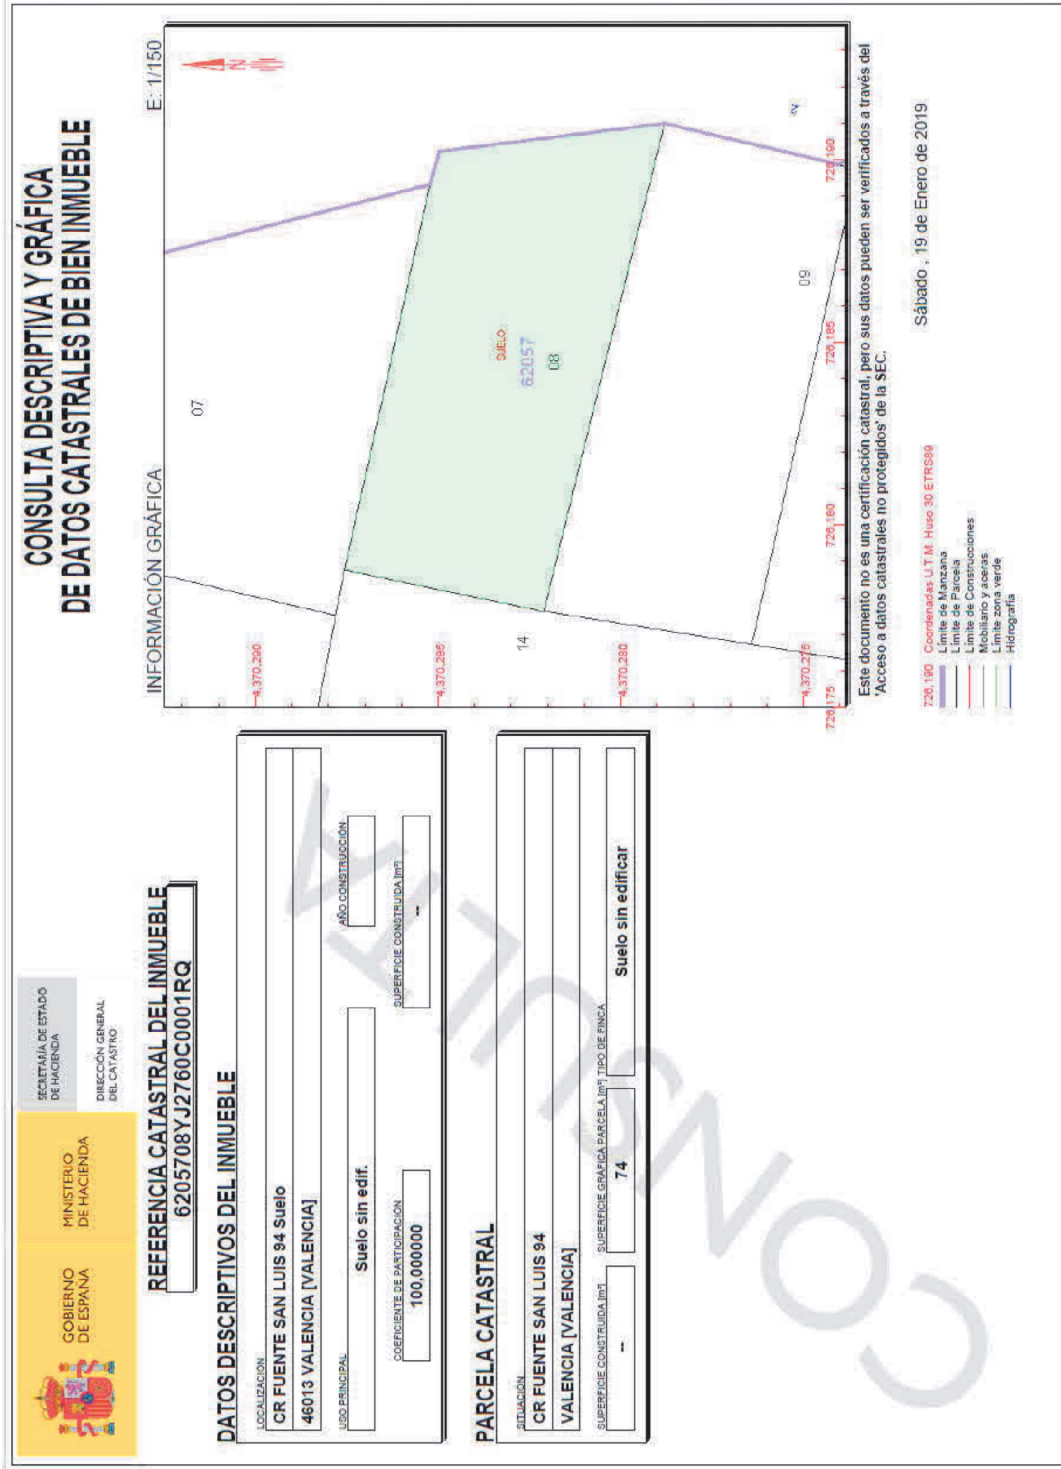 GOBIERNO
DE ESPAÑA
MINISTERIO
DE HACIENDA
SECRETARÍA DE ESTADO
DE HACIENDA
DIRECCIÓN GENERAL
DEL CATASTRO
CONSULTA DESCRIPTIVA Y GRÁFICA
DE DATOS CATASTRALES DE BIEN INMUEBLE
REFERENCIA CATASTRAL DEL INMUEBLE
6205708YJ2760C0001RQ
DATOS DESCRIPTIVOS DEL INMUEBLE
LOCALIZACIÓN
CR FUENTE SAN LUIS 94 Suelo
46013 VALENCIA [VALENCIA]
USO PRINCIPAL
Suelo sin edif.
AÑO CONSTRUCCIÓN
COEFICIENTE DE PARTICIPACIÓN
100,000000
SUPERFICIE CONSTRUIDA [m²]
--
PARCELA CATASTRAL
SITUACIÓN
CR FUENTE SAN LUIS 94
VALENCIA [VALENCIA]
SUPERFICIE CONSTRUIDA [m²]
--
SUPERFICIE GRÁFICA PARCELA [m²]
74
TIPO DE FINCA
Suelo sin edificar
CONSULTA
INFORMACIÓN GRÁFICA
E: 1/150
N
07
4,370,290
4,370,285
SUELO
62057
08
14
4,370,280
09
4,370,275
726,175
726,180
726,185
726,190
Este documento no es una certificación catastral, pero sus datos pueden ser verificados a través del
'Acceso a datos catastrales no protegidos' de la SEC.
726,190 Coordenadas U.T.M. Huso 30 ETRS89
Límite de Manzana
Límite de Parcela
Límite de Construcciones
Mobiliario y aceras
Límite zona verde
Hidrografía
Sábado , 19 de Enero de 2019